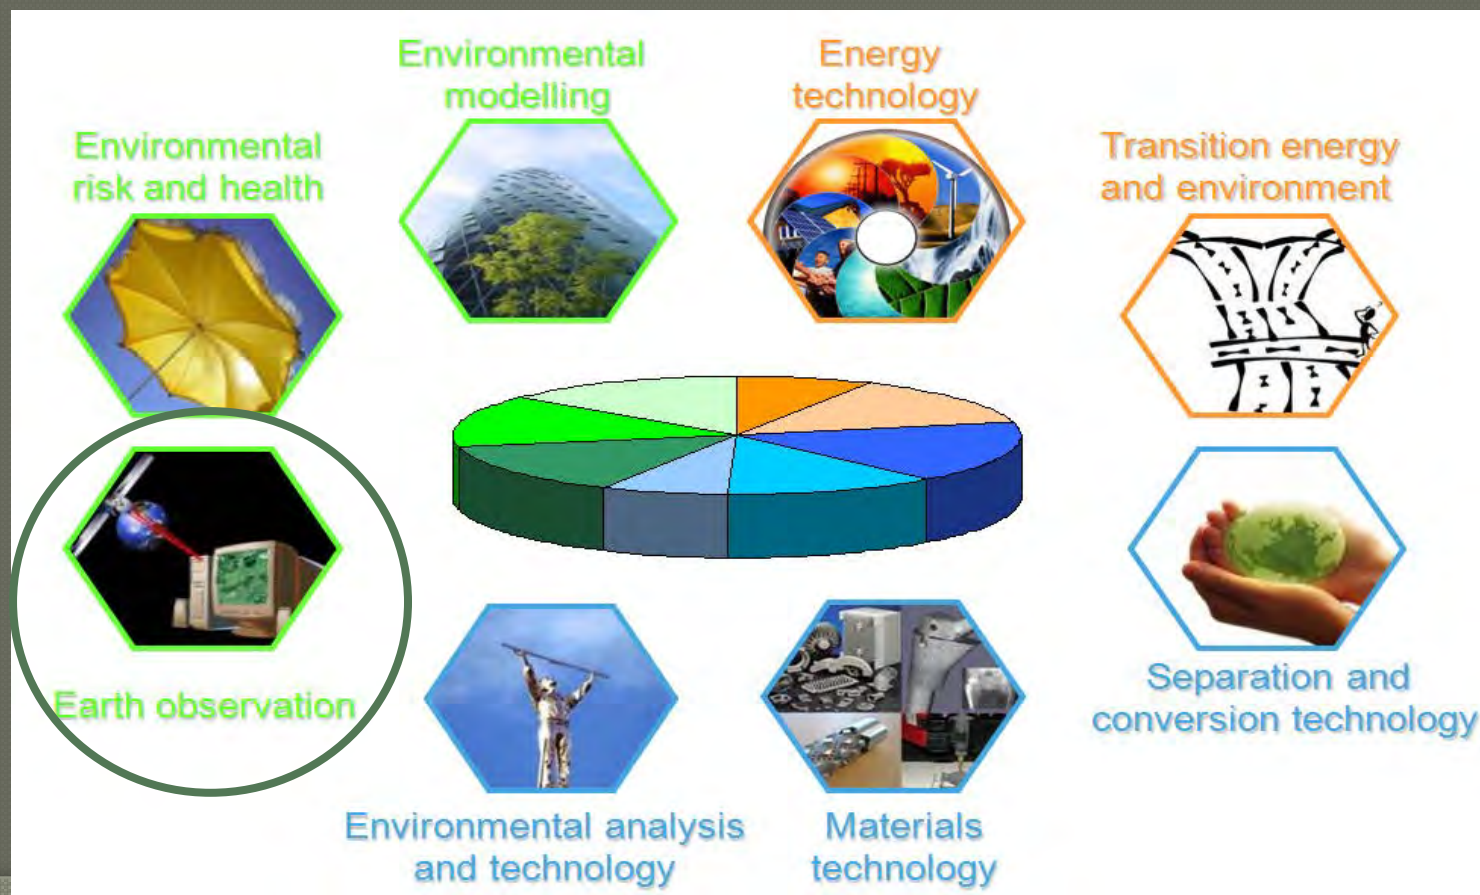 Environmental
modelling
Energy
technology
Environmental
risk and health
Transition energy
and environment
Earth observation
Separation and
conversion technology
Environmental analysis
and technology
Materials
technology